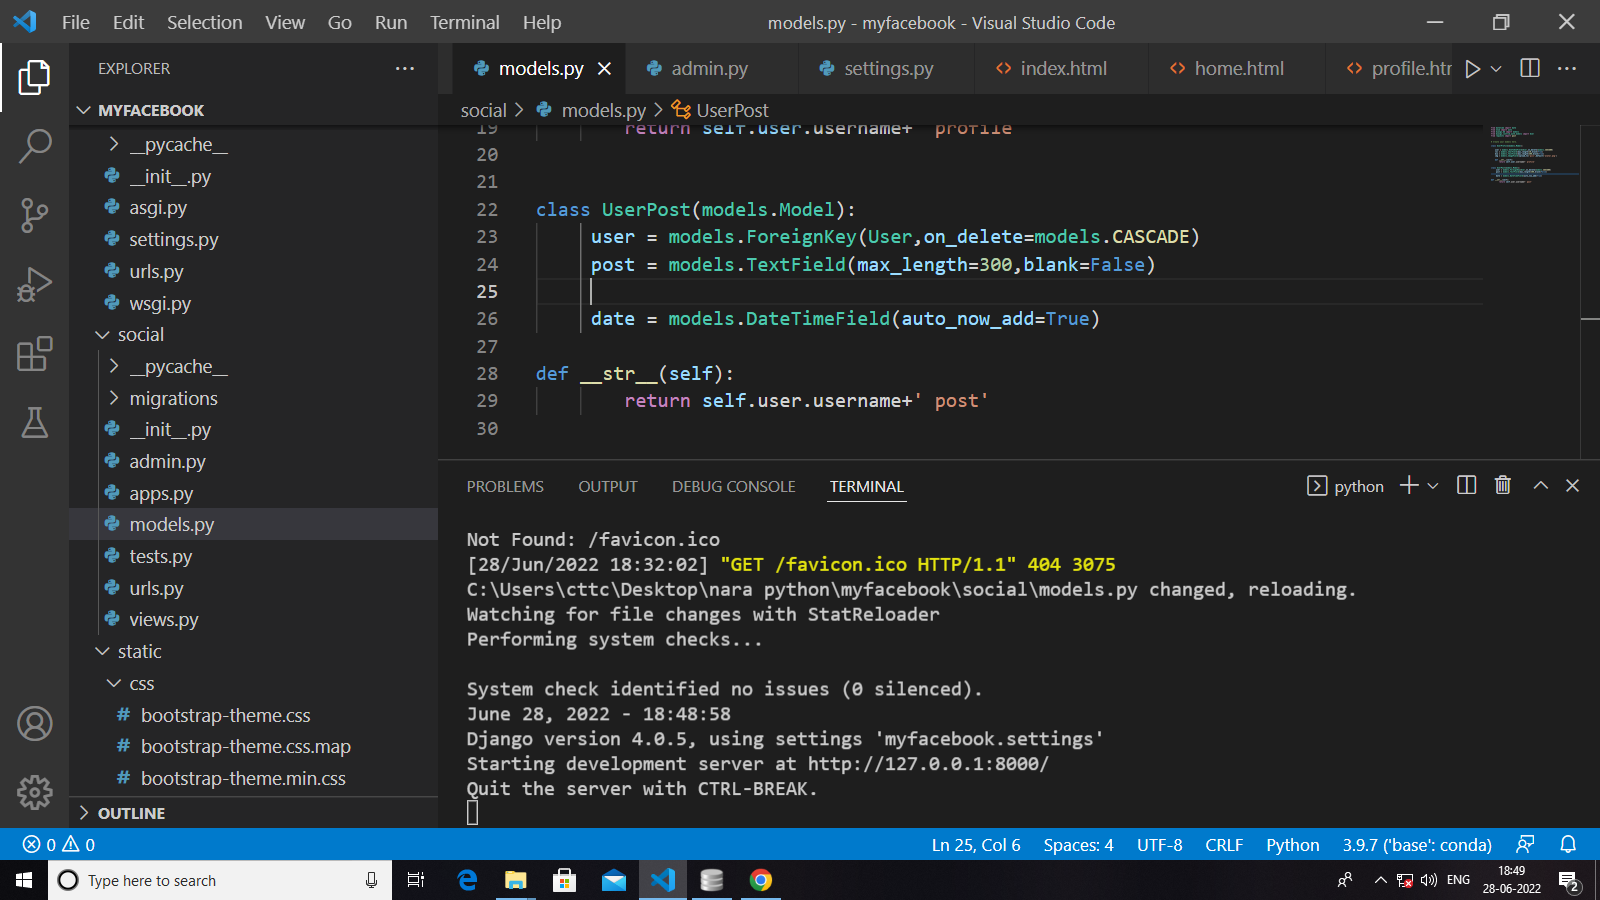 File Edit Selection View Go Run Terminal Help
models.py - myfacebook - Visual Studio Code
EXPLORER
models.py
admin.py
settings.py
index.html
home.html
profile.htr
MYFACEBOOK
social > models.py > UserPost
__pycache__
__init__.py
asgi.py
settings.py
urls.py
wsgi.py
social
__pycache__
migrations
__init__.py
admin.py
apps.py
models.py
tests.py
urls.py
views.py
static
css
# bootstrap-theme.css
# bootstrap-theme.css.map
# bootstrap-theme.min.css
OUTLINE
19 return self.user.username+' profile
20
21
22 class UserPost(models.Model):
23 user = models.ForeignKey(User,on_delete=models.CASCADE)
24 post = models.TextField(max_length=300,blank=False)
25
26 date = models.DateTimeField(auto_now_add=True)
27
28 def __str__(self):
29 return self.user.username+' post'
30
PROBLEMS OUTPUT DEBUG CONSOLE TERMINAL
python
Not Found: /favicon.ico
[28/Jun/2022 18:32:02] "GET /favicon.ico HTTP/1.1" 404 3075
C:\Users\cttc\Desktop\nara python\myfacebook\social\models.py changed, reloading.
Watching for file changes with StatReloader
Performing system checks...
System check identified no issues (0 silenced).
June 28, 2022 - 18:48:58
Django version 4.0.5, using settings 'myfacebook.settings'
Starting development server at http://127.0.0.1:8000/
Quit the server with CTRL-BREAK.
0 0
Ln 25, Col 6 Spaces: 4 UTF-8 CRLF Python 3.9.7 ('base': conda)
Type here to search
ENG
18:49
28-06-2022
2